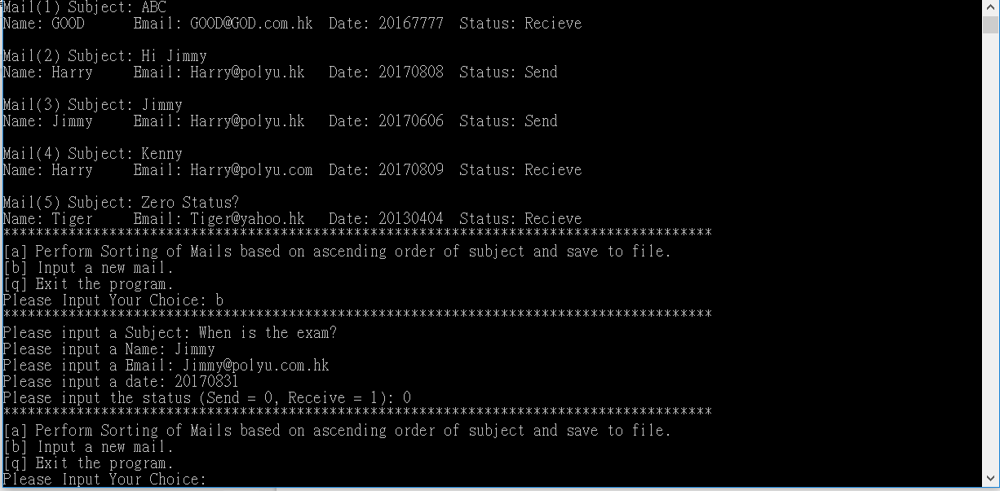 Mail(1) Subject: ABC
Name: GOOD      Email: GOOD@GOD.com.hk  Date: 20167777  Status: Recieve

Mail(2) Subject: Hi Jimmy
Name: Harry     Email: Harry@polyu.hk   Date: 20170808  Status: Send

Mail(3) Subject: Jimmy
Name: Jimmy     Email: Harry@polyu.hk   Date: 20170606  Status: Send

Mail(4) Subject: Kenny
Name: Harry     Email: Harry@polyu.com  Date: 20170809  Status: Recieve

Mail(5) Subject: Zero Status?
Name: Tiger     Email: Tiger@yahoo.hk   Date: 20130404  Status: Recieve
***************************************************************************************
[a] Perform Sorting of Mails based on ascending order of subject and save to file.
[b] Input a new mail.
[q] Exit the program.
Please Input Your Choice: b
***************************************************************************************
Please input a Subject: When is the exam?
Please input a Name: Jimmy
Please input a Email: Jimmy@polyu.com.hk
Please input a date: 20170831
Please input the status (Send = 0, Receive = 1): 0
***************************************************************************************
[a] Perform Sorting of Mails based on ascending order of subject and save to file.
[b] Input a new mail.
[q] Exit the program.
Please Input Your Choice: